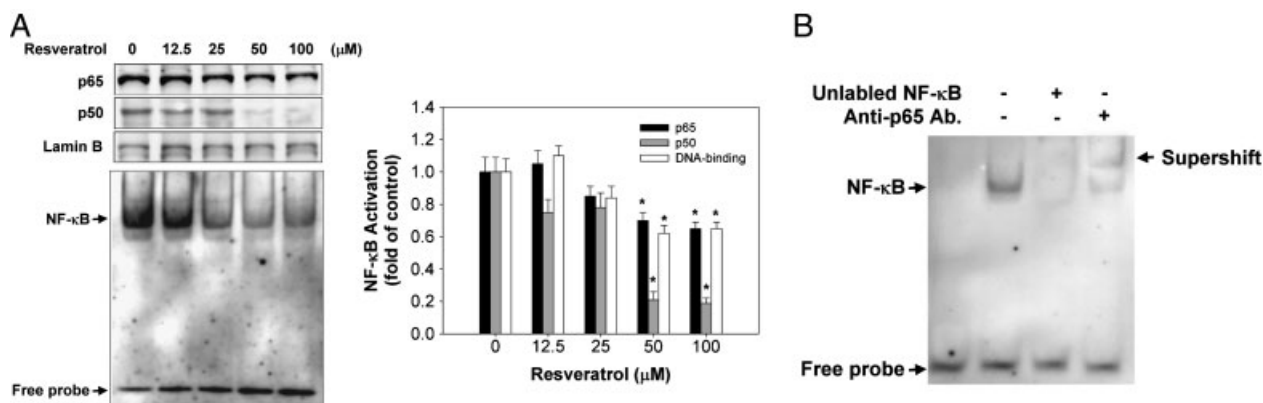 A
Resveratrol 0 12.5 25 50 100 (μM)
p65
p50
Lamin B
NF-κB
Free probe
NF-κB Activation
(fold of control)
1.4
1.2
1.0
0.8
0.6
0.4
0.2
0.0
p65
p50
DNA-binding
* * * * * *
0 12.5 25 50 100
Resveratrol (μM)
B
Unlabled NF-κB - + -
Anti-p65 Ab. - - +
Supershift
NF-κB
Free probe